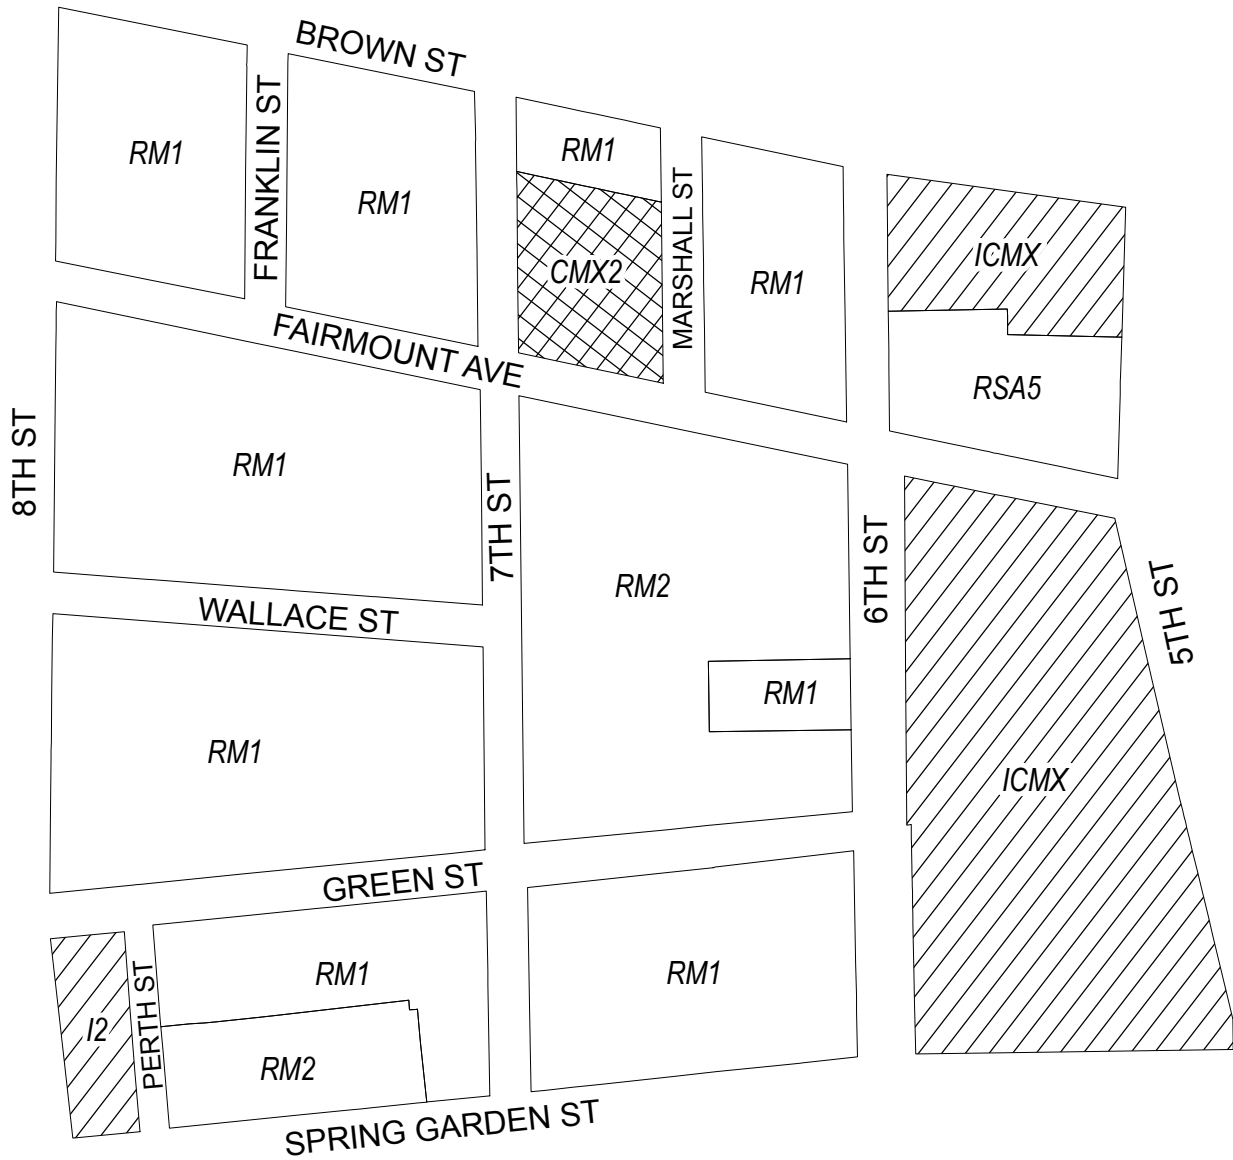 BROWN ST
RM1
FRANKLIN ST
RM1
RM1
CMX2
MARSHALL ST
RM1
ICMX
RSA5
FAIRMOUNT AVE
8TH ST
RM1
7TH ST
RM2
6TH ST
5TH ST
WALLACE ST
RM1
RM1
ICMX
GREEN ST
I2
PERTH ST
RM1
RM2
RM1
SPRING GARDEN ST